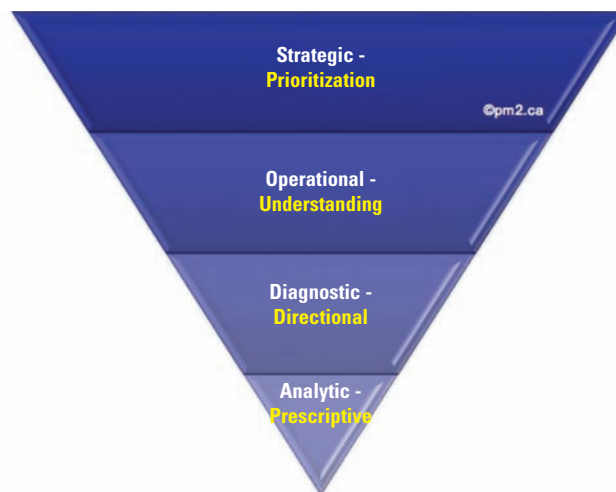 Strategic -
Prioritization
©pm2.ca
Operational -
Understanding
Diagnostic -
Directional
Analytic -
Prescriptive